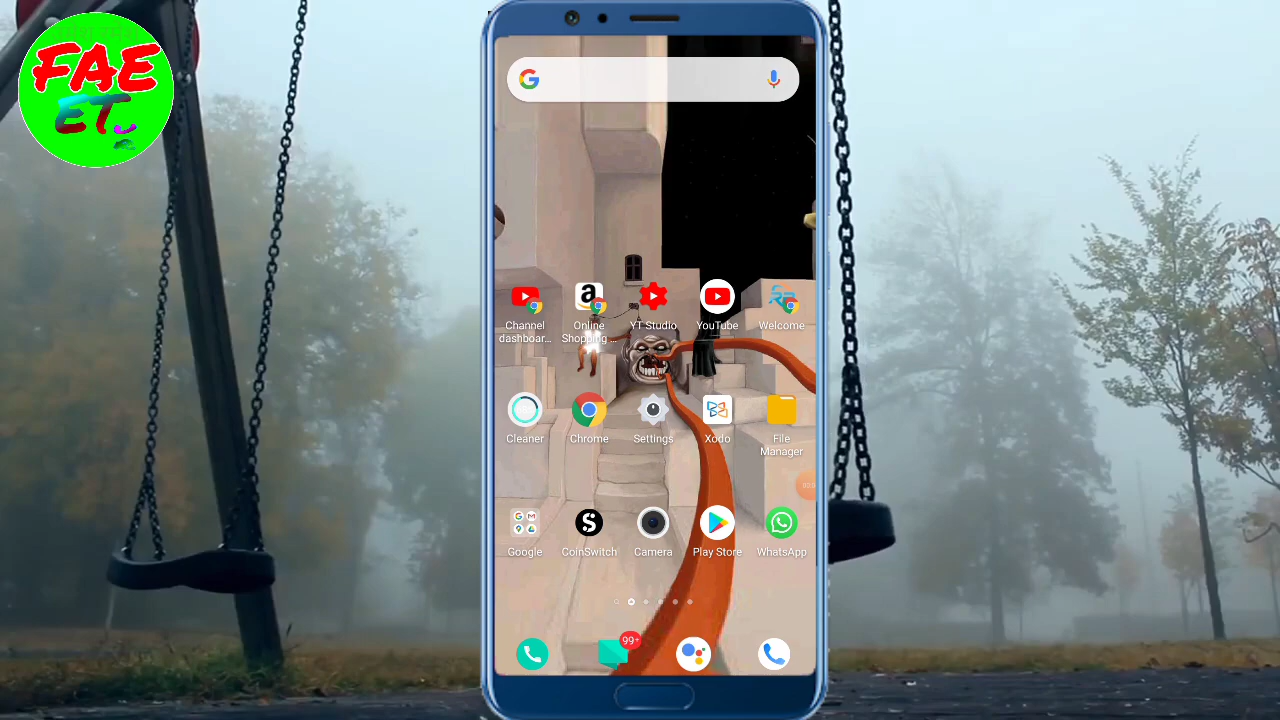 FAE
ET
Channel dashboar...
Online Shopping ...
YT Studio
YouTube
Welcome
Cleaner
Chrome
Settings
Xodo
File Manager
Google
CoinSwitch
Camera
Play Store
WhatsApp
99+